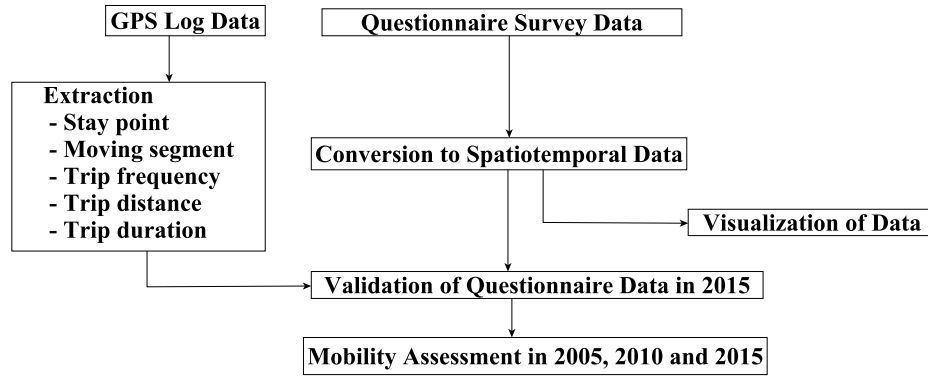 GPS Log Data
Questionnaire Survey Data
Extraction
- Stay point
- Moving segment
- Trip frequency
- Trip distance
- Trip duration
Conversion to Spatiotemporal Data
Visualization of Data
Validation of Questionnaire Data in 2015
Mobility Assessment in 2005, 2010 and 2015